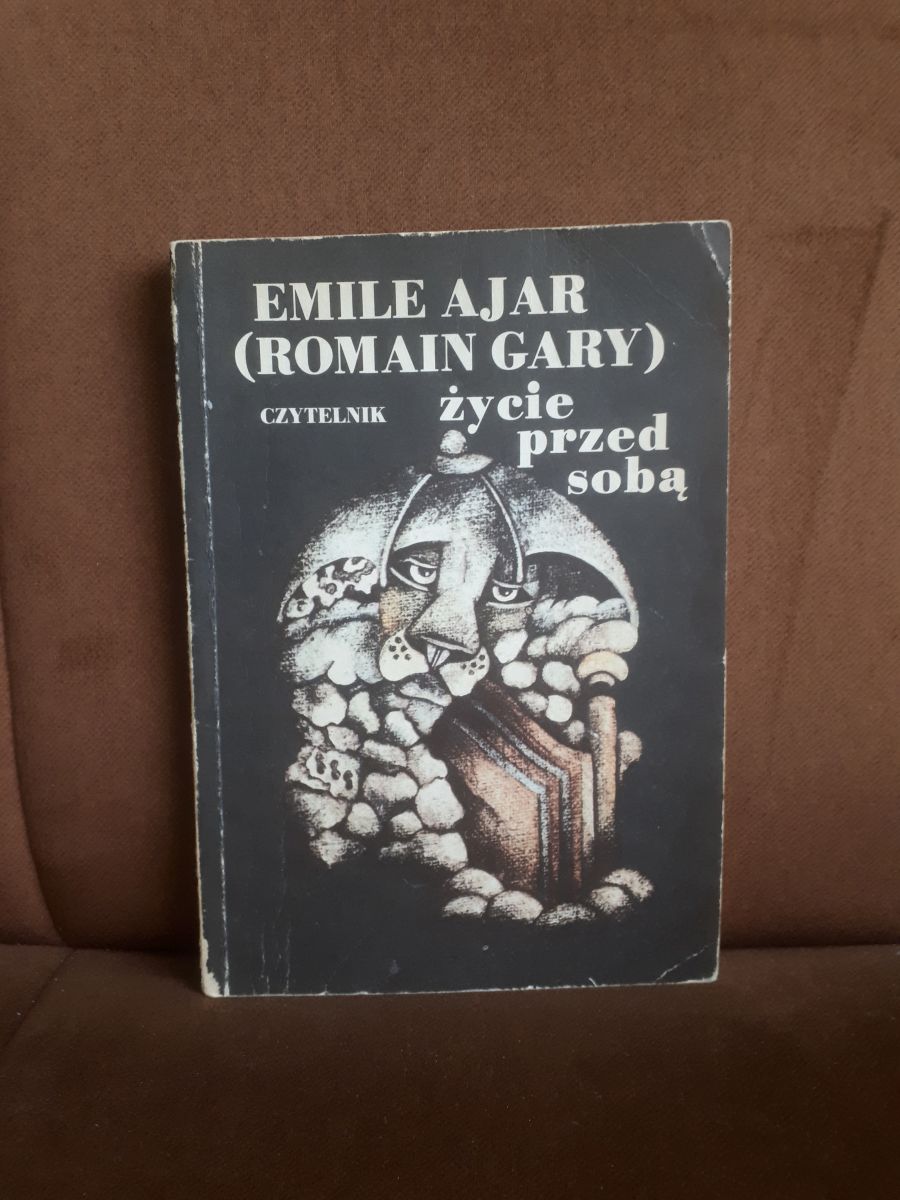 EMILE AJAR
(ROMAIN GARY)
CZYTELNIK
życie
przed
sobą